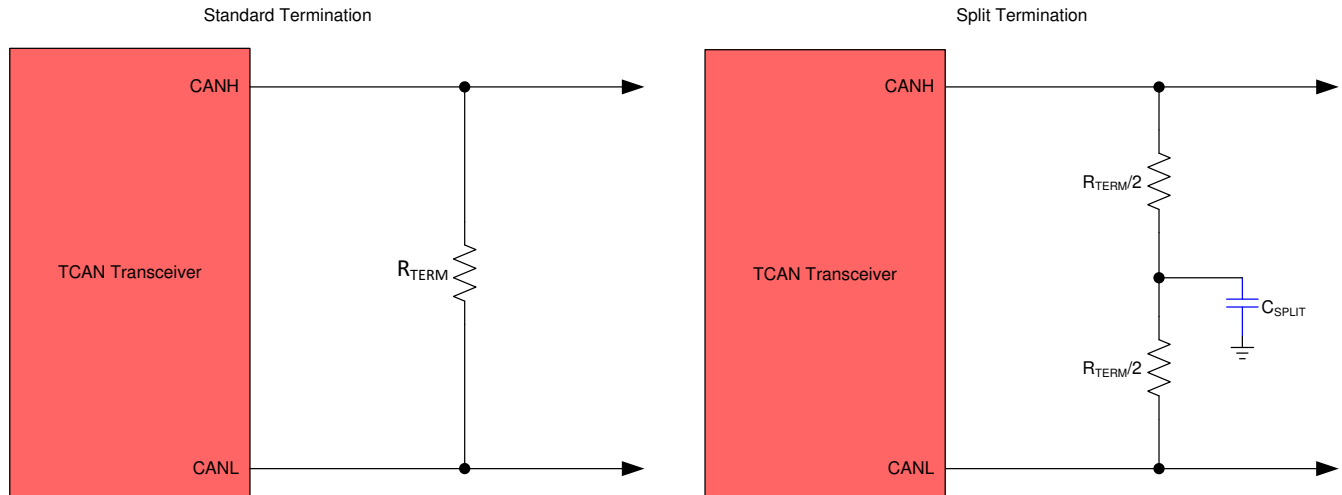 Standard Termination
CANH
TCAN Transceiver
RTERM
CANL
Split Termination
CANH
RTERM/2
TCAN Transceiver
CSPLIT
RTERM/2
CANL